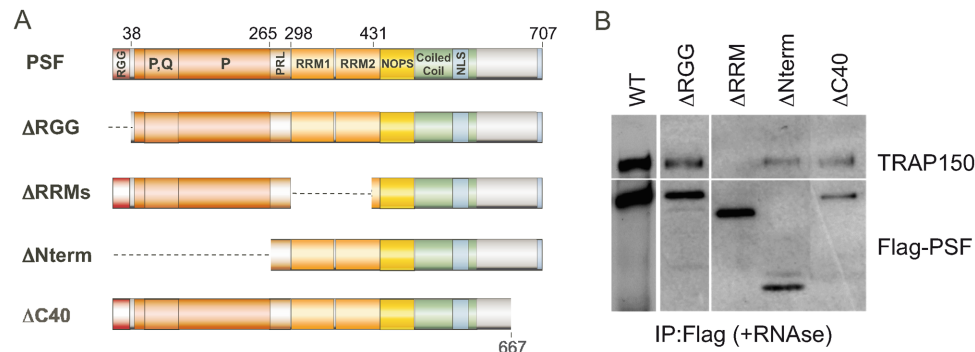 A
38 265 298 431 707
PSF
RGG P,Q P PRL RRM1 RRM2 NOPS Coiled Coil NLS
ΔRGG
ΔRRMs
ΔNterm
ΔC40
667
B
WT ΔRGG ΔRRM ΔNterm ΔC40
TRAP150
Flag-PSF
IP:Flag (+RNAse)